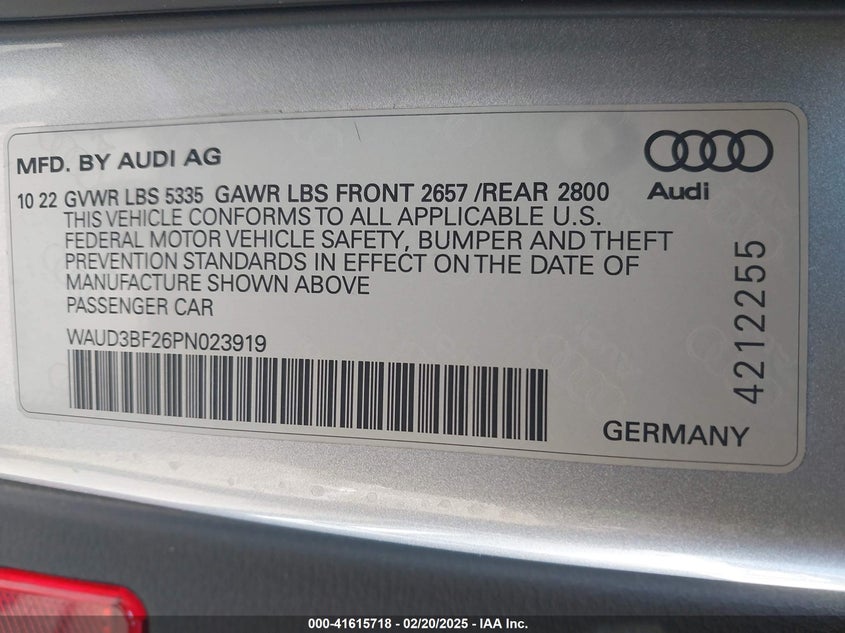 MFD. BY AUDI AG
Audi
10 22 GVWR LBS 5335 GAWR LBS FRONT 2657 /REAR 2800
THIS VEHICLE CONFORMS TO ALL APPLICABLE U.S.
FEDERAL MOTOR VEHICLE SAFETY, BUMPER AND THEFT
PREVENTION STANDARDS IN EFFECT ON THE DATE OF
MANUFACTURE SHOWN ABOVE
PASSENGER CAR
WAUD3BF26PN023919
4212255
GERMANY
000-41615718 - 02/20/2025 - IAA Inc.